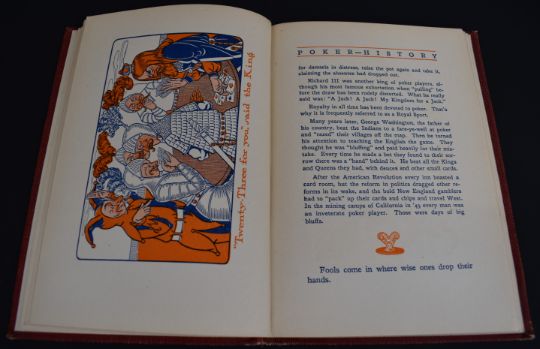 "Twenty-Three for you," said the King
POKER—HISTORY
for damsels in distress, raise the pot again and rake it,
claiming the absentee had dropped out.
Richard III was another king of poker players, al-
though his most famous exhortation when "pulling" be-
fore the draw has been rudely distorted. What he really
said was: "A Jack! A Jack! My Kingdom for a Jack."
Royalty in all time has been devoted to poker. That's
why it is frequently referred to as a Royal Sport.
Many years later, George Washington, the father of
his country, beat the Indians to a fare-ye-well at poker
and "raised" their villages off the map. Then he turned
his attention to teaching the English the game. They
thought he was "bluffing" and paid heavily for their mis-
take. Every time he made a bet they found to their sor-
row there was a "hand" behind it. He beat all the Kings
and Queens they had, with deuces and other small cards.
After the American Revolution every inn boasted a
card room, but the reform in politics dragged other re-
forms in its wake, and the bold New England gamblers
had to "pack" up their cards and chips and travel West.
In the mining camps of California in '49 every man was
an inveterate poker player. Those were days of big
bluffs.
Fools come in where wise ones drop their
hands.